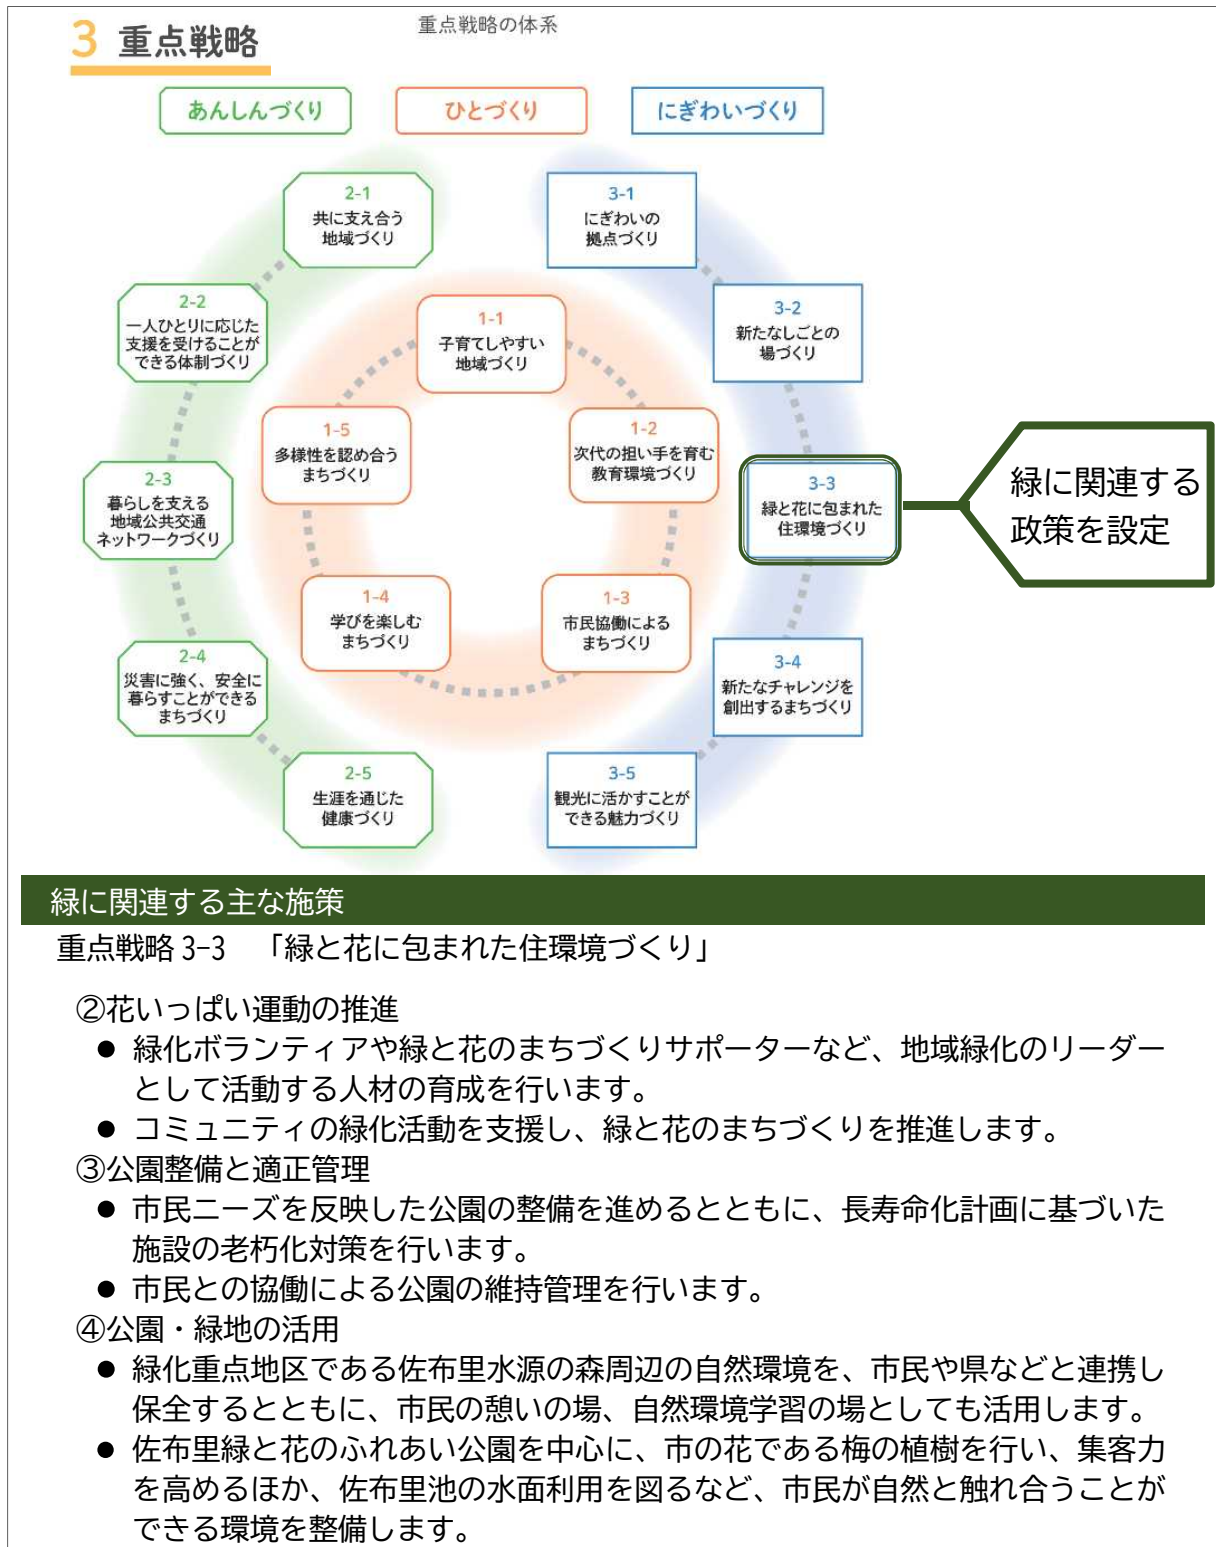 3 重点戦略
重点戦略の体系
あんしんづくり
ひとづくり
にぎわいづくり
2-1
共に支え合う
地域づくり
2-2
一人ひとりに応じた
支援を受けることが
できる体制づくり
2-3
暮らしを支える
地域公共交通
ネットワークづくり
2-4
災害に強く、安全に
暮らすことができる
まちづくり
2-5
生涯を通じた
健康づくり
1-1
子育てしやすい
地域づくり
1-2
次代の担い手を育む
教育環境づくり
1-3
市民協働による
まちづくり
1-4
学びを楽しむ
まちづくり
1-5
多様性を認め合う
まちづくり
3-1
にぎわいの
拠点づくり
3-2
新たなしごとの
場づくり
3-3
緑と花に包まれた
住環境づくり
3-4
新たなチャレンジを
創出するまちづくり
3-5
観光に活かすことが
できる魅力づくり
緑に関連する
政策を設定
緑に関連する主な施策
重点戦略 3-3 「緑と花に包まれた住環境づくり」
②花いっぱい運動の推進
● 緑化ボランティアや緑と花のまちづくりサポーターなど、地域緑化のリーダー
として活動する人材の育成を行います。
● コミュニティの緑化活動を支援し、緑と花のまちづくりを推進します。
③公園整備と適正管理
● 市民ニーズを反映した公園の整備を進めるとともに、長寿命化計画に基づいた
施設の老朽化対策を行います。
● 市民との協働による公園の維持管理を行います。
④公園・緑地の活用
● 緑化重点地区である佐布里水源の森周辺の自然環境を、市民や県などと連携し
保全するとともに、市民の憩いの場、自然環境学習の場としても活用します。
● 佐布里緑と花のふれあい公園を中心に、市の花である梅の植樹を行い、集客力
を高めるほか、佐布里池の水面利用を図るなど、市民が自然と触れ合うことが
できる環境を整備します。